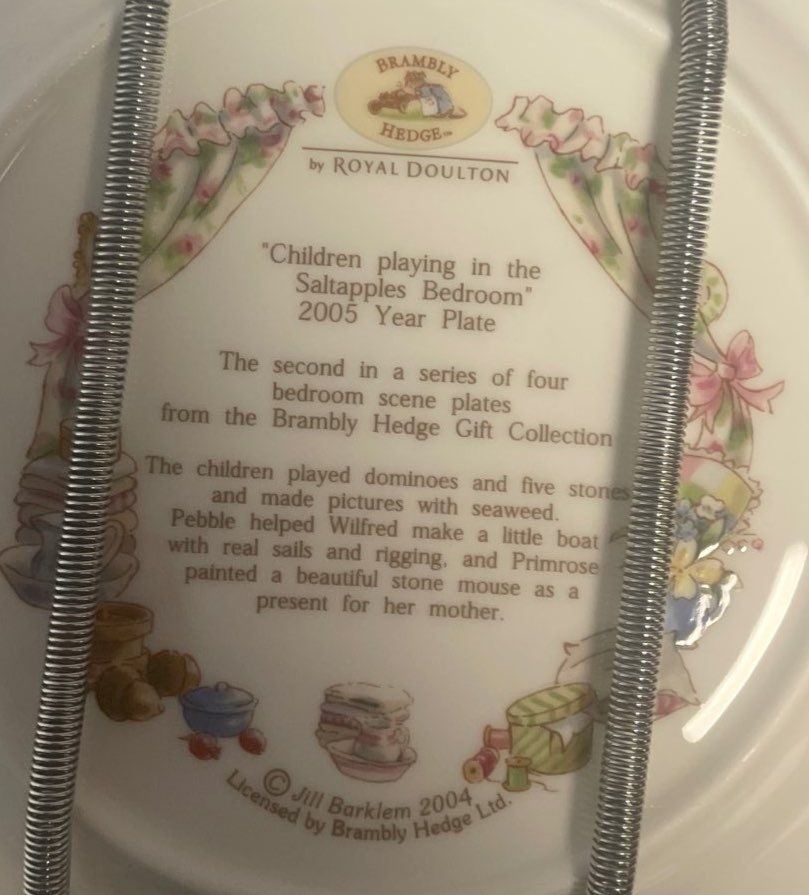 BRAMBLY
HEDGE™
by ROYAL DOULTON
"Children playing in the
Saltapples Bedroom"
2005 Year Plate
The second in a series of four
bedroom scene plates
from the Brambly Hedge Gift Collection
The children played dominoes and five stones
and made pictures with seaweed.
Pebble helped Wilfred make a little boat
with real sails and rigging, and Primrose
painted a beautiful stone mouse as a
present for her mother.
© Jill Barklem 2004
Licensed by Brambly Hedge Ltd.